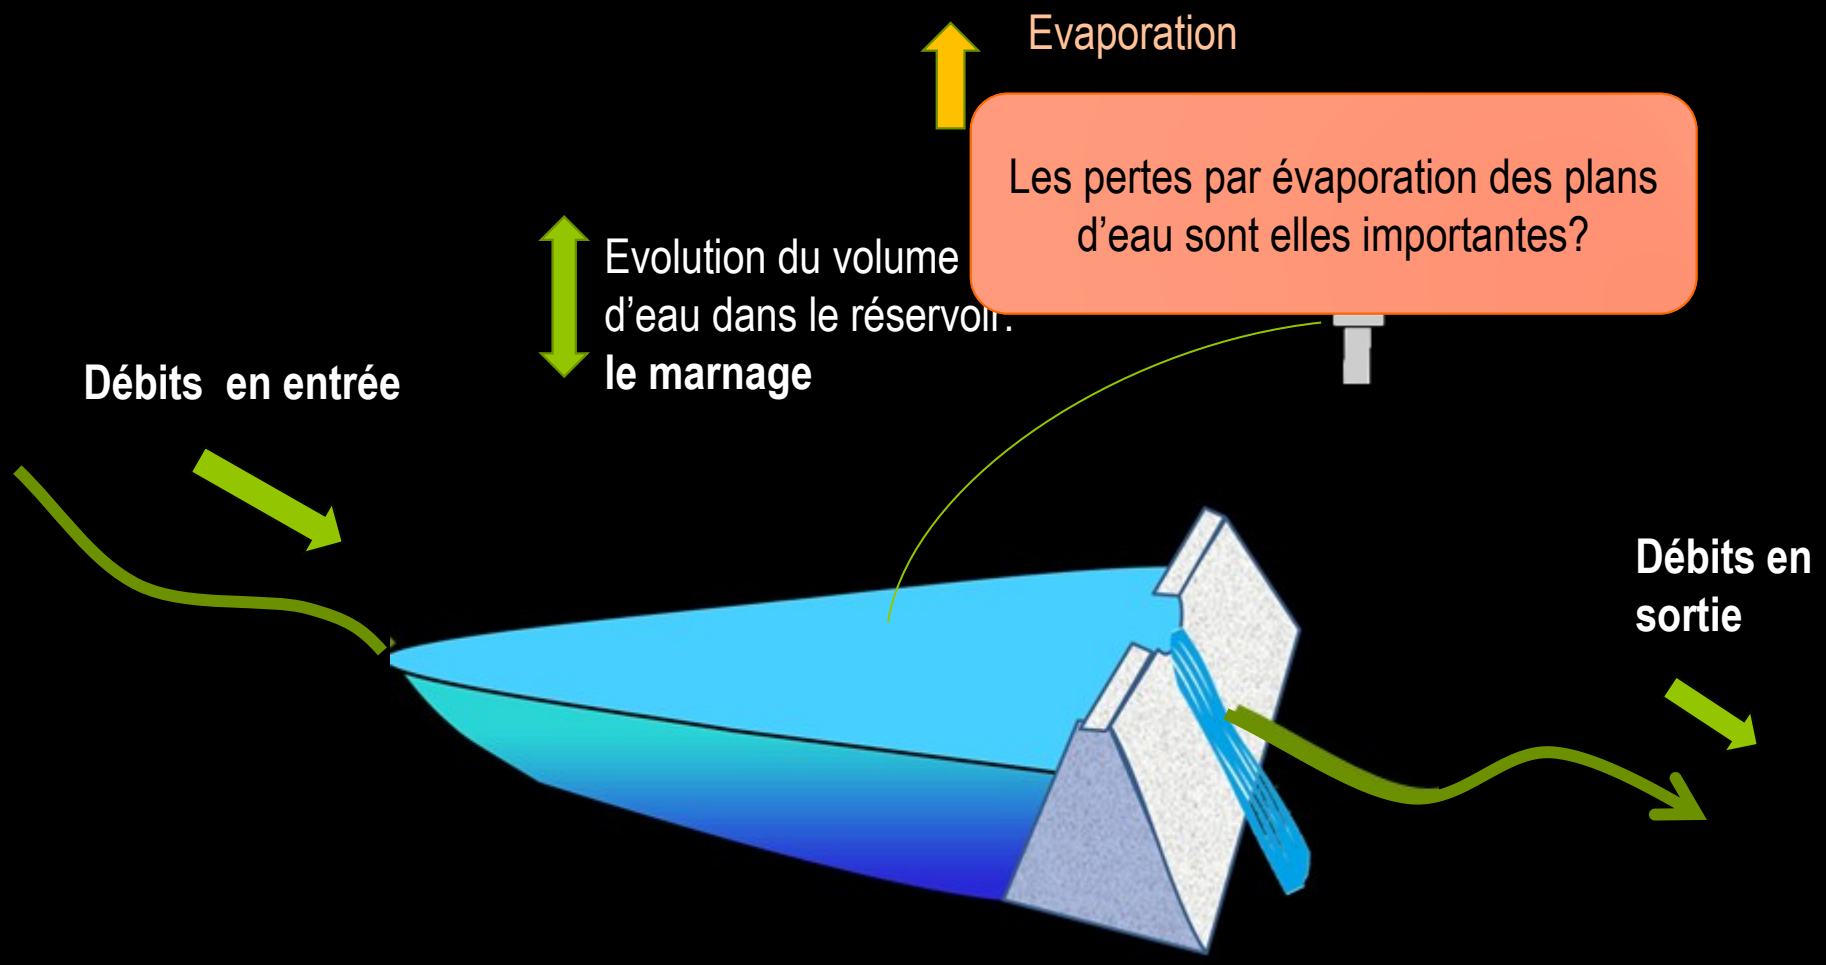 Evaporation
Les pertes par évaporation des plans
d’eau sont elles importantes?
Evolution du volume
d’eau dans le réservoir:
le marnage
Débits  en entrée
Débits en
sortie